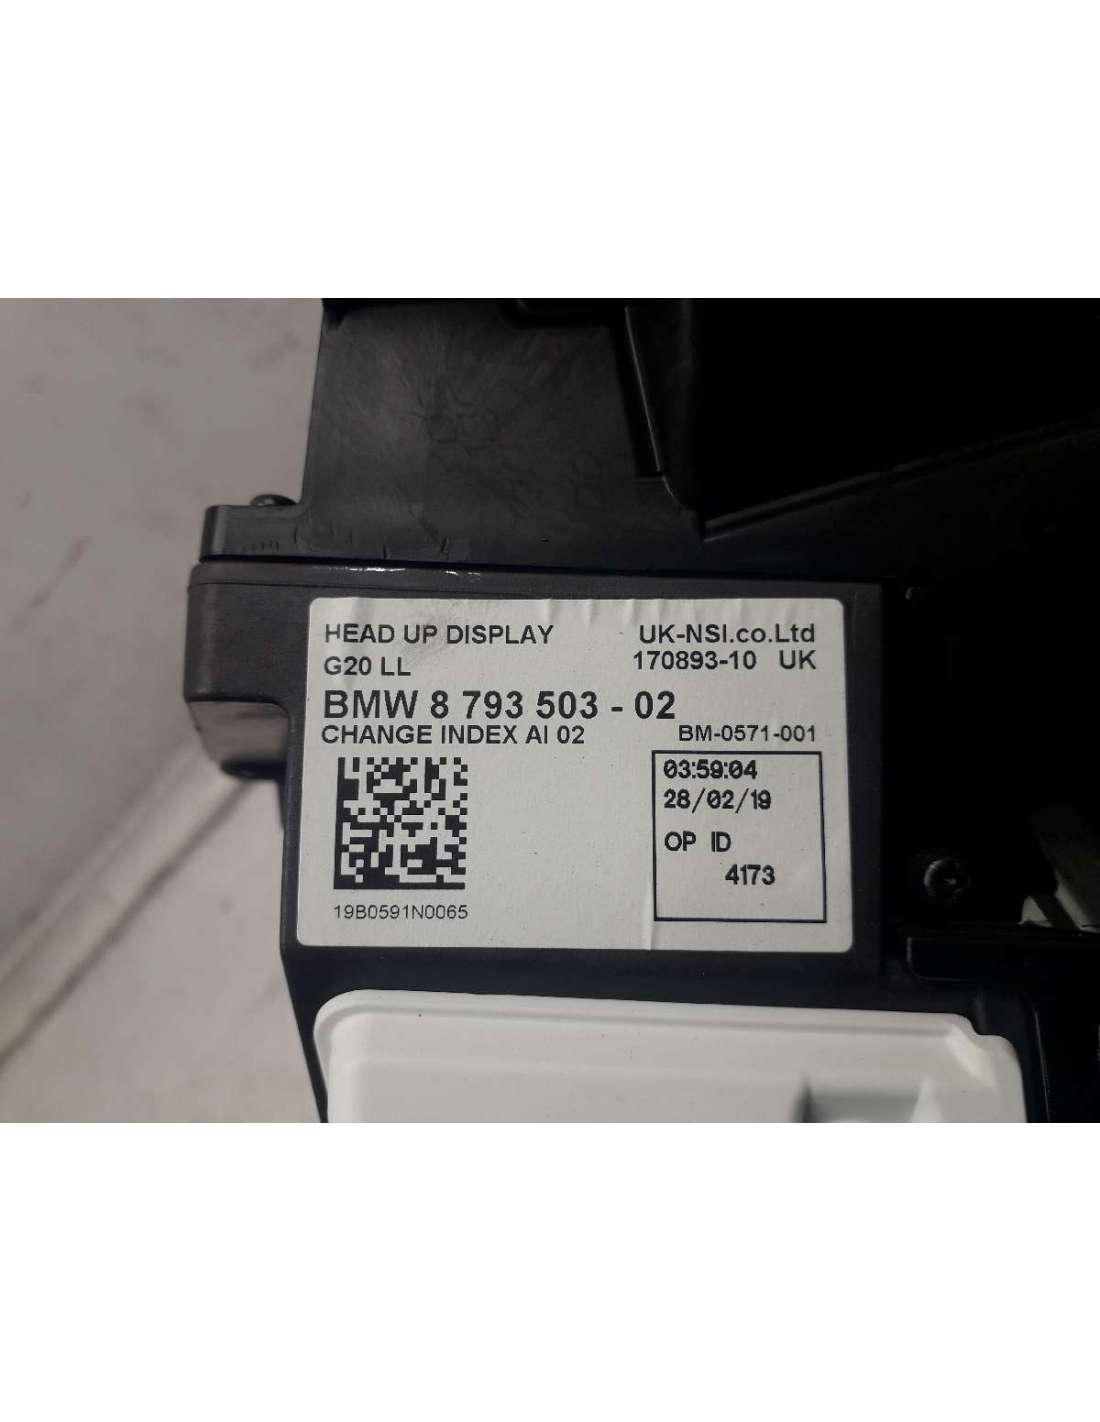 HEAD UP DISPLAY UK-NSI.co.Ltd
G20 LL 170893-10 UK
BMW 8 793 503 - 02
CHANGE INDEX AI 02 BM-0571-001
03:59:04
28/02/19
OP ID
4173
19B0591N0065